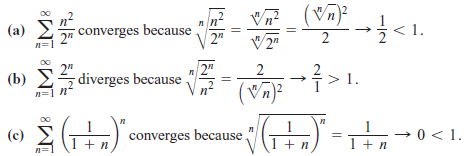 (a) $\sum_{n=1}^{\infty} \frac{n^2}{2^n}$ converges because $\sqrt[n]{\frac{n^2}{2^n}} = \frac{\sqrt[n]{n^2}}{\sqrt[n]{2^n}} = \frac{(\sqrt[n]{n})^2}{2} \to \frac{1}{2} < 1.$
(b) $\sum_{n=1}^{\infty} \frac{2^n}{n^2}$ diverges because $\sqrt[n]{\frac{2^n}{n^2}} = \frac{2}{(\sqrt[n]{n})^2} \to \frac{2}{1} > 1.$
(c) $\sum_{n=1}^{\infty} \left(\frac{1}{1+n}\right)^n$ converges because $\sqrt[n]{\left(\frac{1}{1+n}\right)^n} = \frac{1}{1+n} \to 0 < 1.$